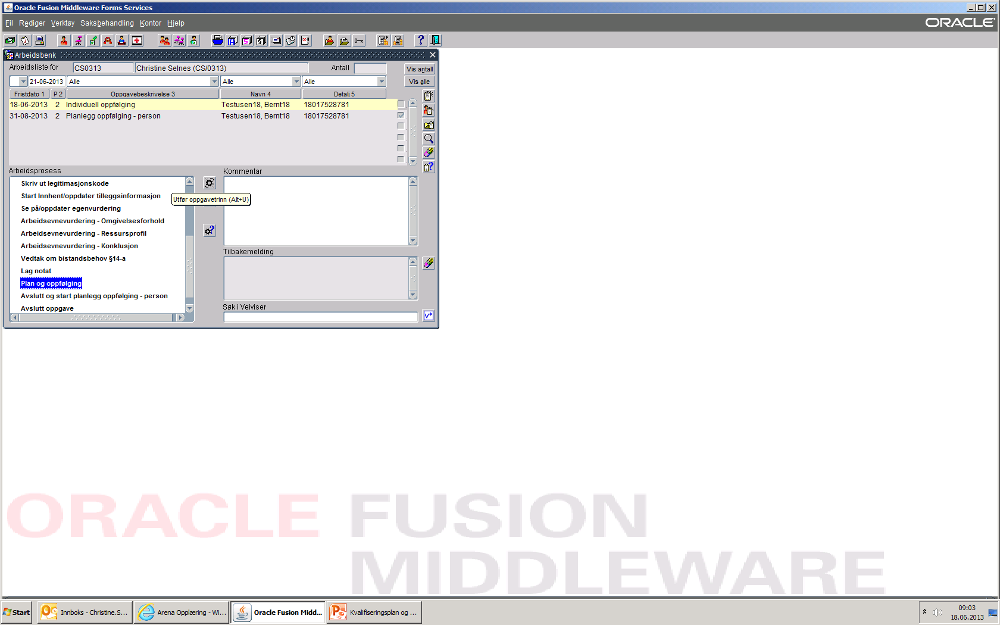 Oracle Fusion Middleware Forms Services
Fil Rediger Verktøy Saksbehandling Kontor Hjelp
ORACLE
Arbeidsbenk
Arbeidsliste for CS0313 Christine Selnes (CS/0313) Antall Vis antall
21-06-2013 Alle Alle Alle Vis alle
Fristdato 1 P 2 Oppgavebeskrivelse 3 Navn 4 Detalj 5
18-06-2013 2 Individuell oppfølging Testusen18, Bernt18 18017528781
31-08-2013 2 Planlegg oppfølging - person Testusen18, Bernt18 18017528781
Arbeidsprosess
Skriv ut legitimasjonskode
Start Innhent/oppdater tilleggsinformasjon
Se på/oppdater egenvurdering
Arbeidsevnevurdering - Omgivelsesforhold
Arbeidsevnevurdering - Ressursprofil
Arbeidsevnevurdering - Konklusjon
Vedtak om bistandsbehov §14-a
Lag notat
Plan og oppfølging
Avslutt og start planlegg oppfølging - person
Avslutt oppgave
Utfør oppgavetrinn (Alt+U)
Kommentar
Tilbakemelding
Søk i Veiviser
ORACLE FUSION
MIDDLEWARE
Start
Innboks - Christine.S...
Arena Opplæring - Wi...
Oracle Fusion Midd...
Kvalifiseringsplan og ...
09:03
18.06.2013